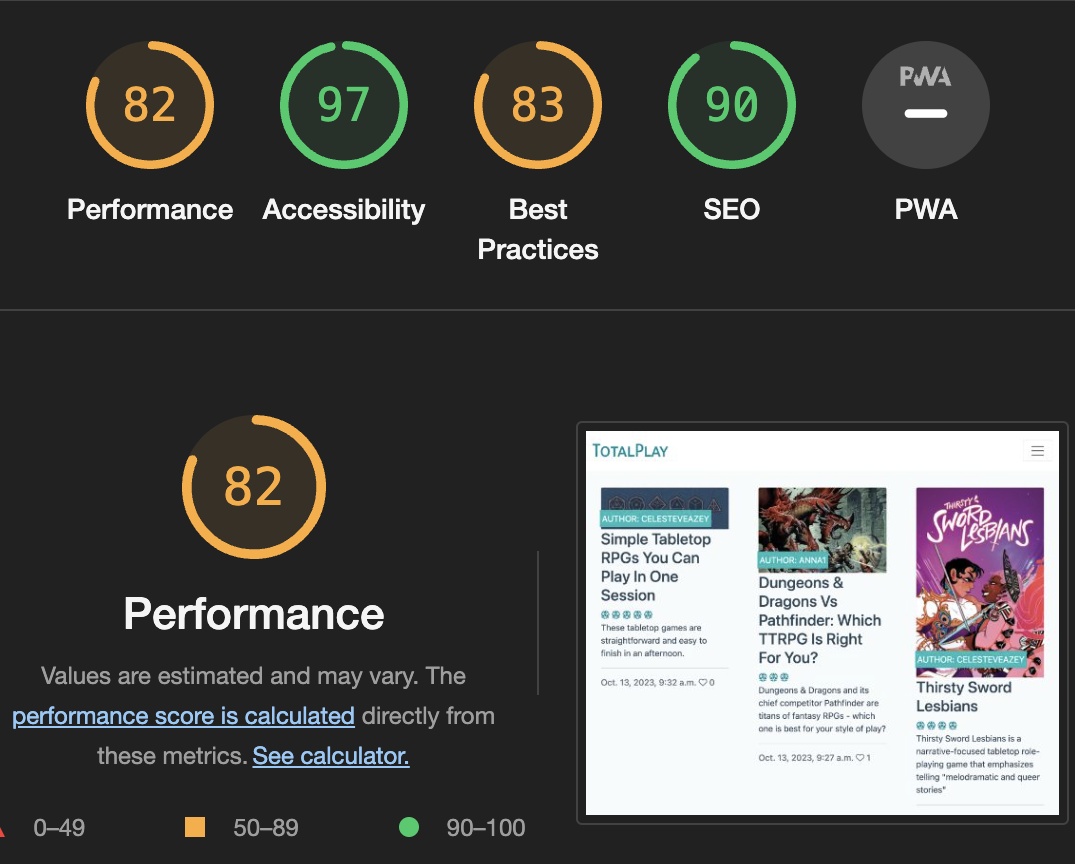 82
97
83
90
PWA
Performance
Accessibility
Best
Practices
SEO
PWA
82
Performance
Values are estimated and may vary. The
performance score is calculated directly from
these metrics. See calculator.
0–49
50–89
90–100
TOTALPLAY
AUTHOR: CELESTEVEAZEY
Simple Tabletop
RPGs You Can
Play In One
Session
These tabletop games are
straightforward and easy to
finish in an afternoon.
Oct. 13, 2023, 9:32 a.m. 0
AUTHOR: ANNA1
Dungeons &
Dragons Vs
Pathfinder: Which
TTRPG Is Right
For You?
Dungeons & Dragons and its
chief competitor Pathfinder are
titans of fantasy RPGs - which
one is best for your style of play?
Oct. 13, 2023, 9:27 a.m. 1
THIRSTY
SWORD
LESBIANS
AUTHOR: CELESTEVEAZEY
Thirsty Sword
Lesbians
Thirsty Sword Lesbians is a
narrative-focused tabletop role-
playing game that emphasizes
telling "melodramatic and queer
stories"